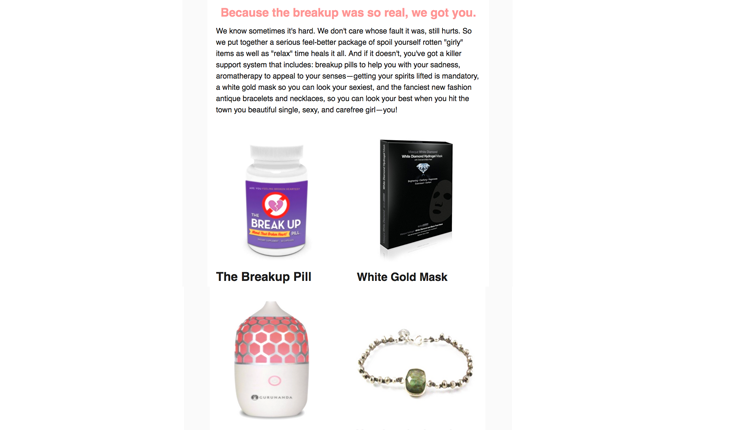 Because the breakup was so real, we got you.
We know sometimes it's hard. We don't care whose fault it was, still hurts. So
we put together a serious feel-better package of spoil yourself rotten "girly"
items as well as "relax" time heals it all. And if it doesn't, you've got a killer
support system that includes: breakup pills to help you with your sadness,
aromatherapy to appeal to your senses—getting your spirits lifted is mandatory,
a white gold mask so you can look your sexiest, and the fanciest new fashion
antique bracelets and necklaces, so you can look your best when you hit the
town you beautiful single, sexy, and carefree girl—you!
THE
BREAK UP
PILL
White Diamond Hydrogel Mask
The Breakup Pill
White Gold Mask
GURUNANDA